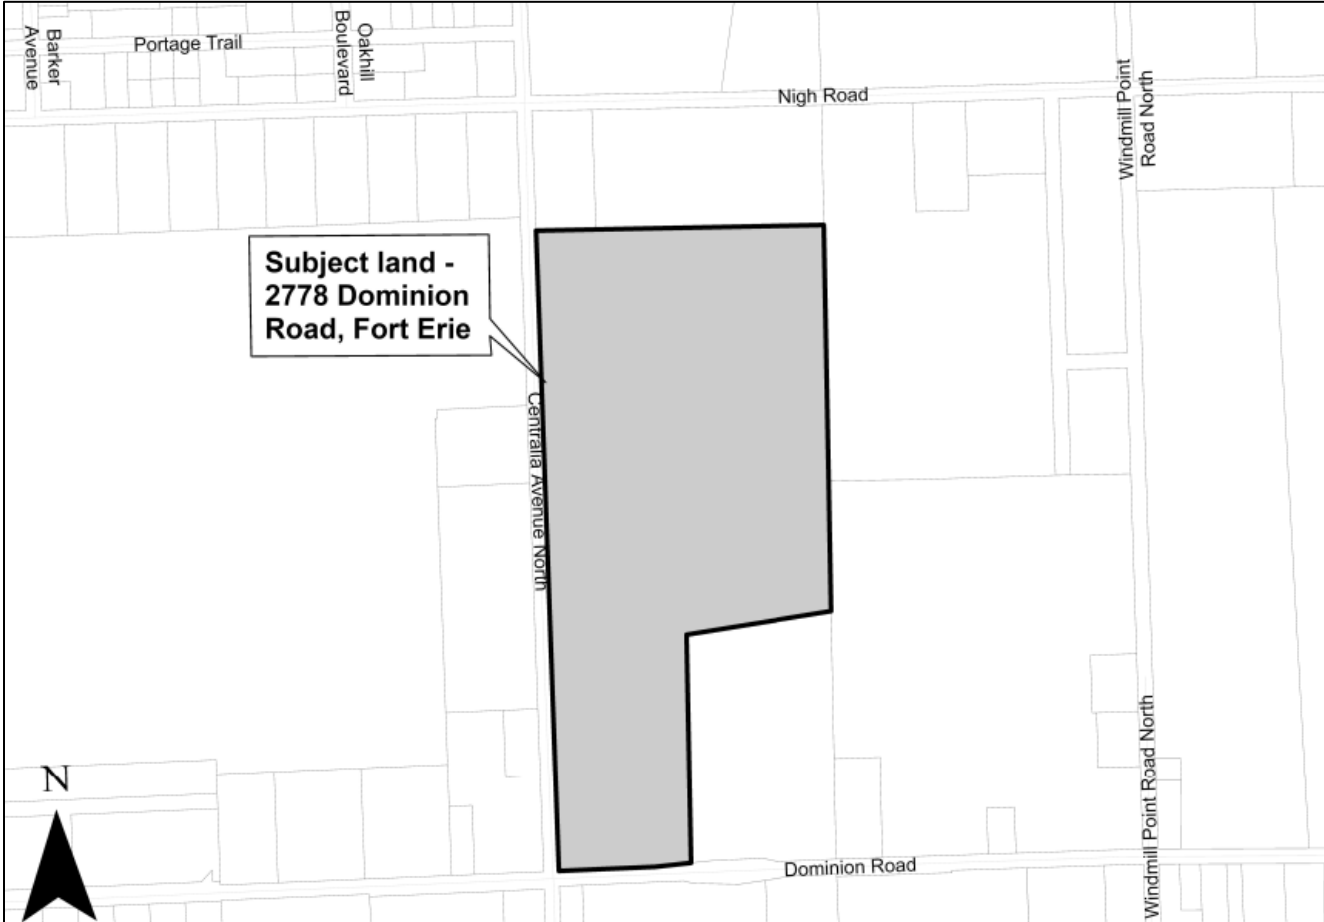 Barker
Avenue
Portage Trail
Oakhill
Boulevard
Nigh Road
Windmill Point
Road North
Subject land -
2778 Dominion
Road, Fort Erie
Centralia Avenue North
Windmill Point Road North
N
Dominion Road